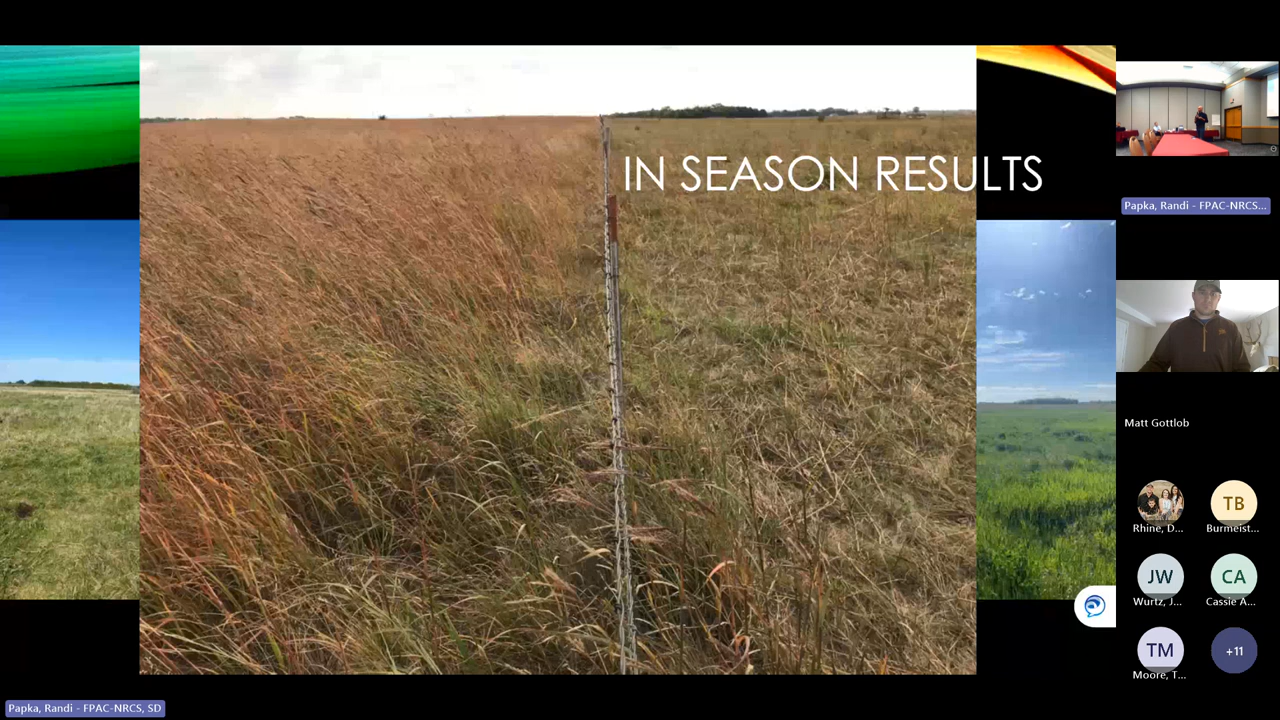 IN SEASON RESULTS
Papka, Randi - FPAC-NRCS...
Matt Gottlob
TB
Rhine, D...
Burmeist...
JW
CA
Wurtz, J...
Cassie A...
TM
+11
Moore, T...
Papka, Randi - FPAC-NRCS, SD